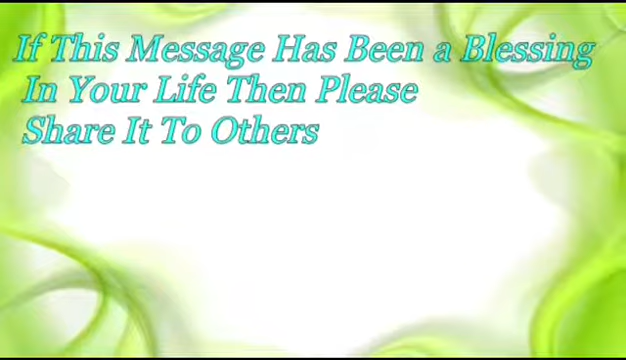 If This Message Has Been a Blessing
In Your Life Then Please
Share It To Others